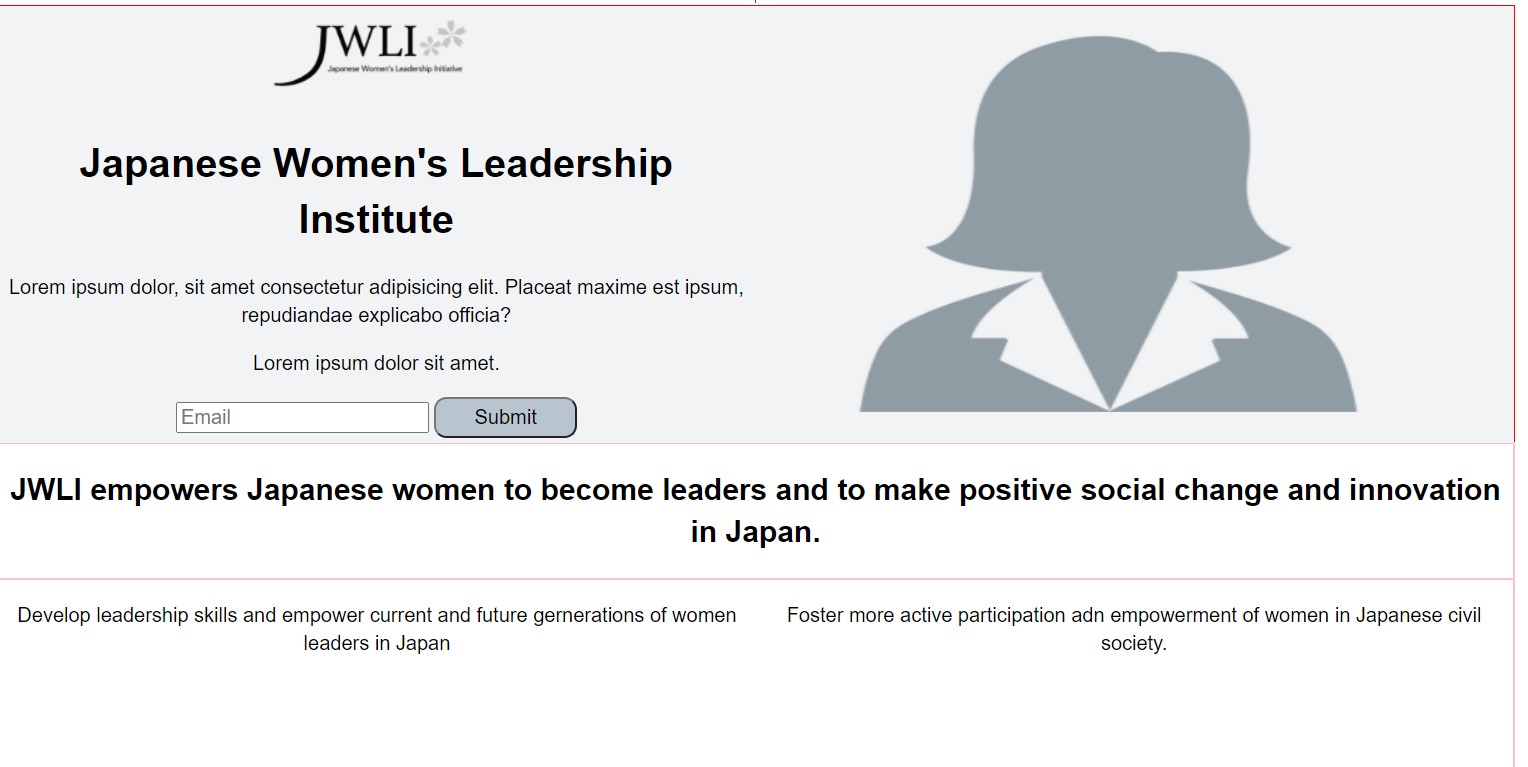 JWLI
Japanese Women's Leadership Initiative
Japanese Women's Leadership
Institute
Lorem ipsum dolor, sit amet consectetur adipisicing elit. Placeat maxime est ipsum,
repudiandae explicabo officia?
Lorem ipsum dolor sit amet.
Email
Submit
JWLI empowers Japanese women to become leaders and to make positive social change and innovation
in Japan.
Develop leadership skills and empower current and future gernerations of women
leaders in Japan
Foster more active participation adn empowerment of women in Japanese civil
society.